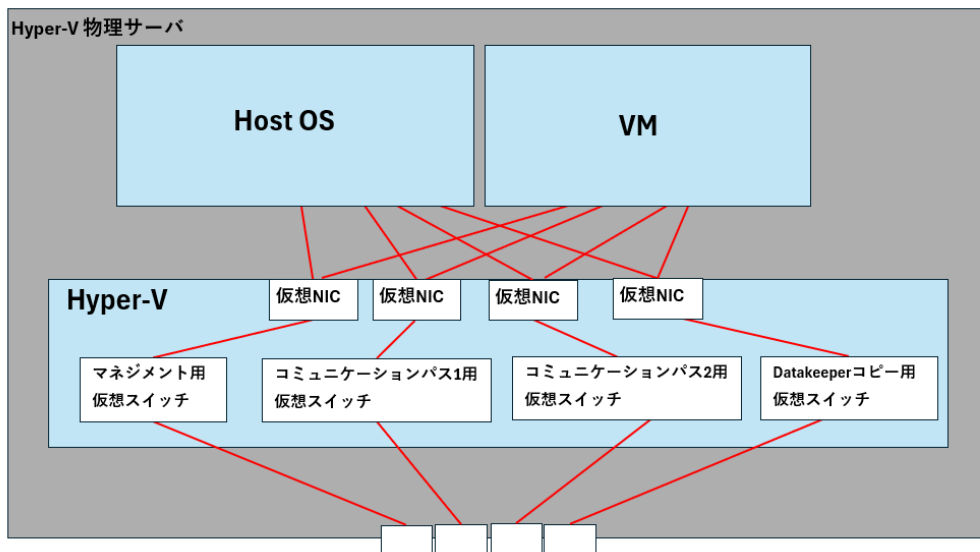 Hyper-V 物理サーバ
Host OS
VM
Hyper-V
仮想NIC
仮想NIC
仮想NIC
仮想NIC
マネジメント用
仮想スイッチ
コミュニケーションパス1用
仮想スイッチ
コミュニケーションパス2用
仮想スイッチ
Datakeeperコピー用
仮想スイッチ